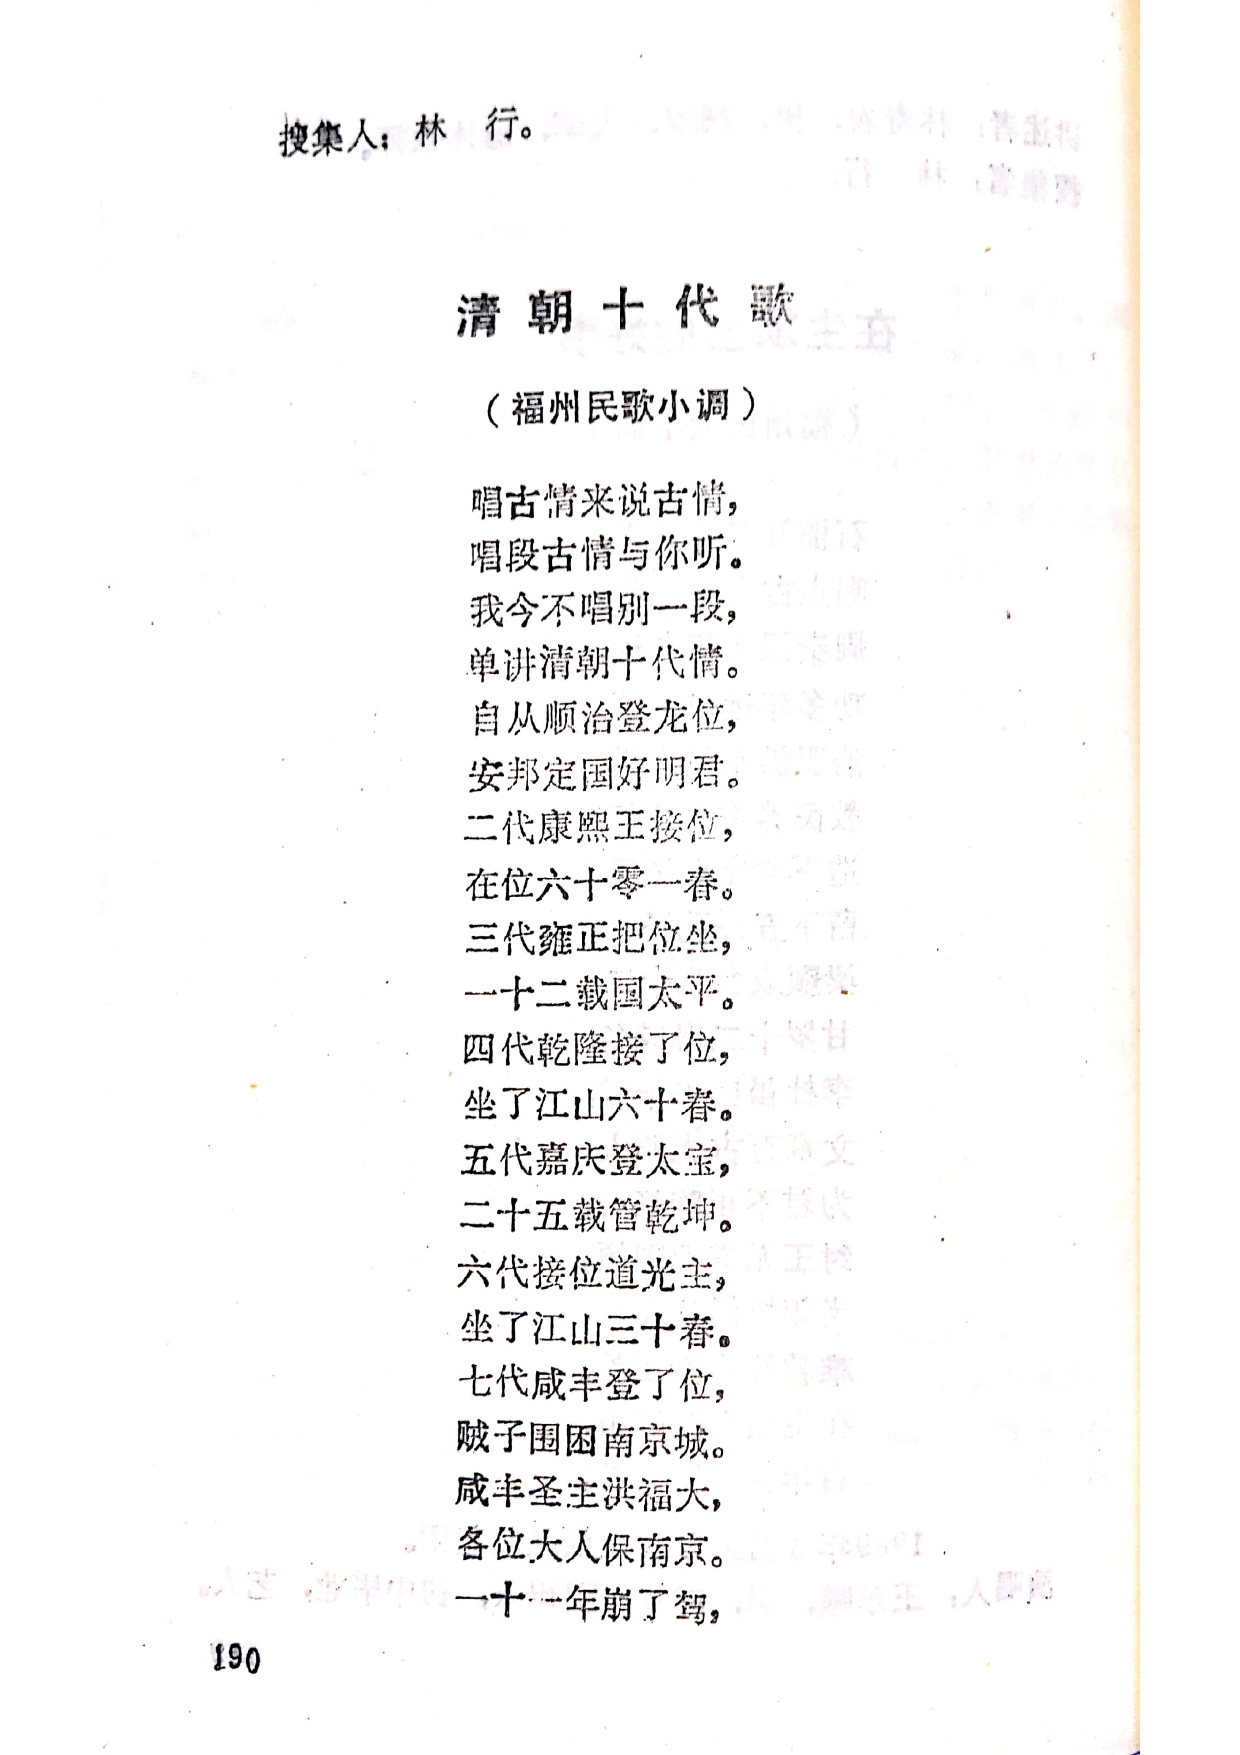 搜集人：林　行。
清朝十代歌
（福州民歌小调）
唱古情来说古情，
唱段古情与你听。
我今不唱别一段，
单讲清朝十代情。
自从顺治登龙位，
安邦定国好明君。
二代康熙王接位，
在位六十零一春。
三代雍正把位坐，
一十二载国太平。
四代乾隆接了位，
坐了江山六十春。
五代嘉庆登太宝，
二十五载管乾坤。
六代接位道光主，
坐了江山三十春。
七代咸丰登了位，
贼子围困南京城。
咸丰圣主洪福大，
各位大人保南京。
一十一年崩了驾，
190